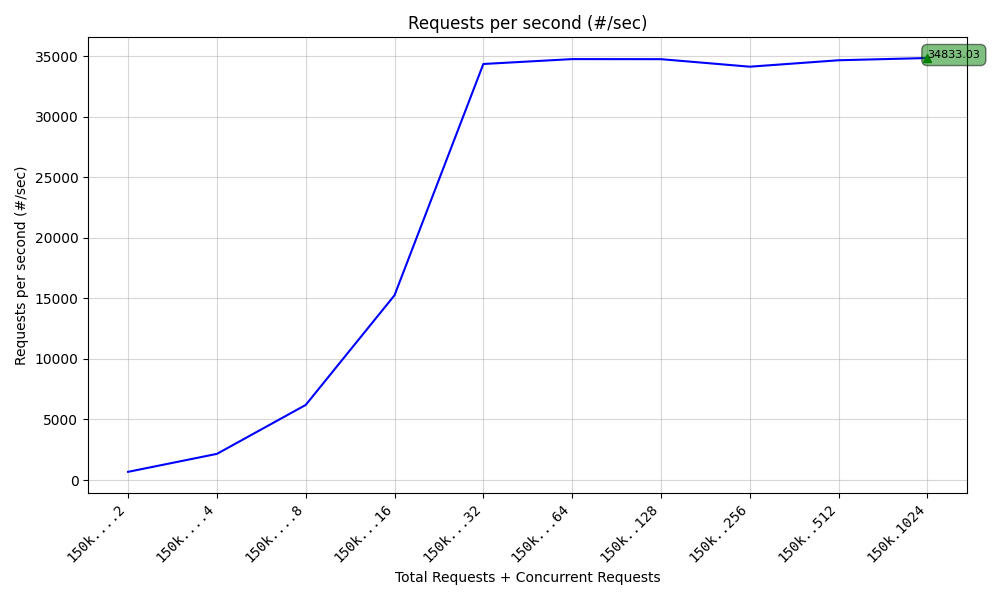 Requests per second (#/sec)
34833.03
35000
30000
25000
20000
15000
10000
5000
0
Requests per second (#/sec)
150k....2
150k....4
150k....8
150k...16
150k...32
150k...64
150k..128
150k..256
150k..512
150k.1024
Total Requests + Concurrent Requests